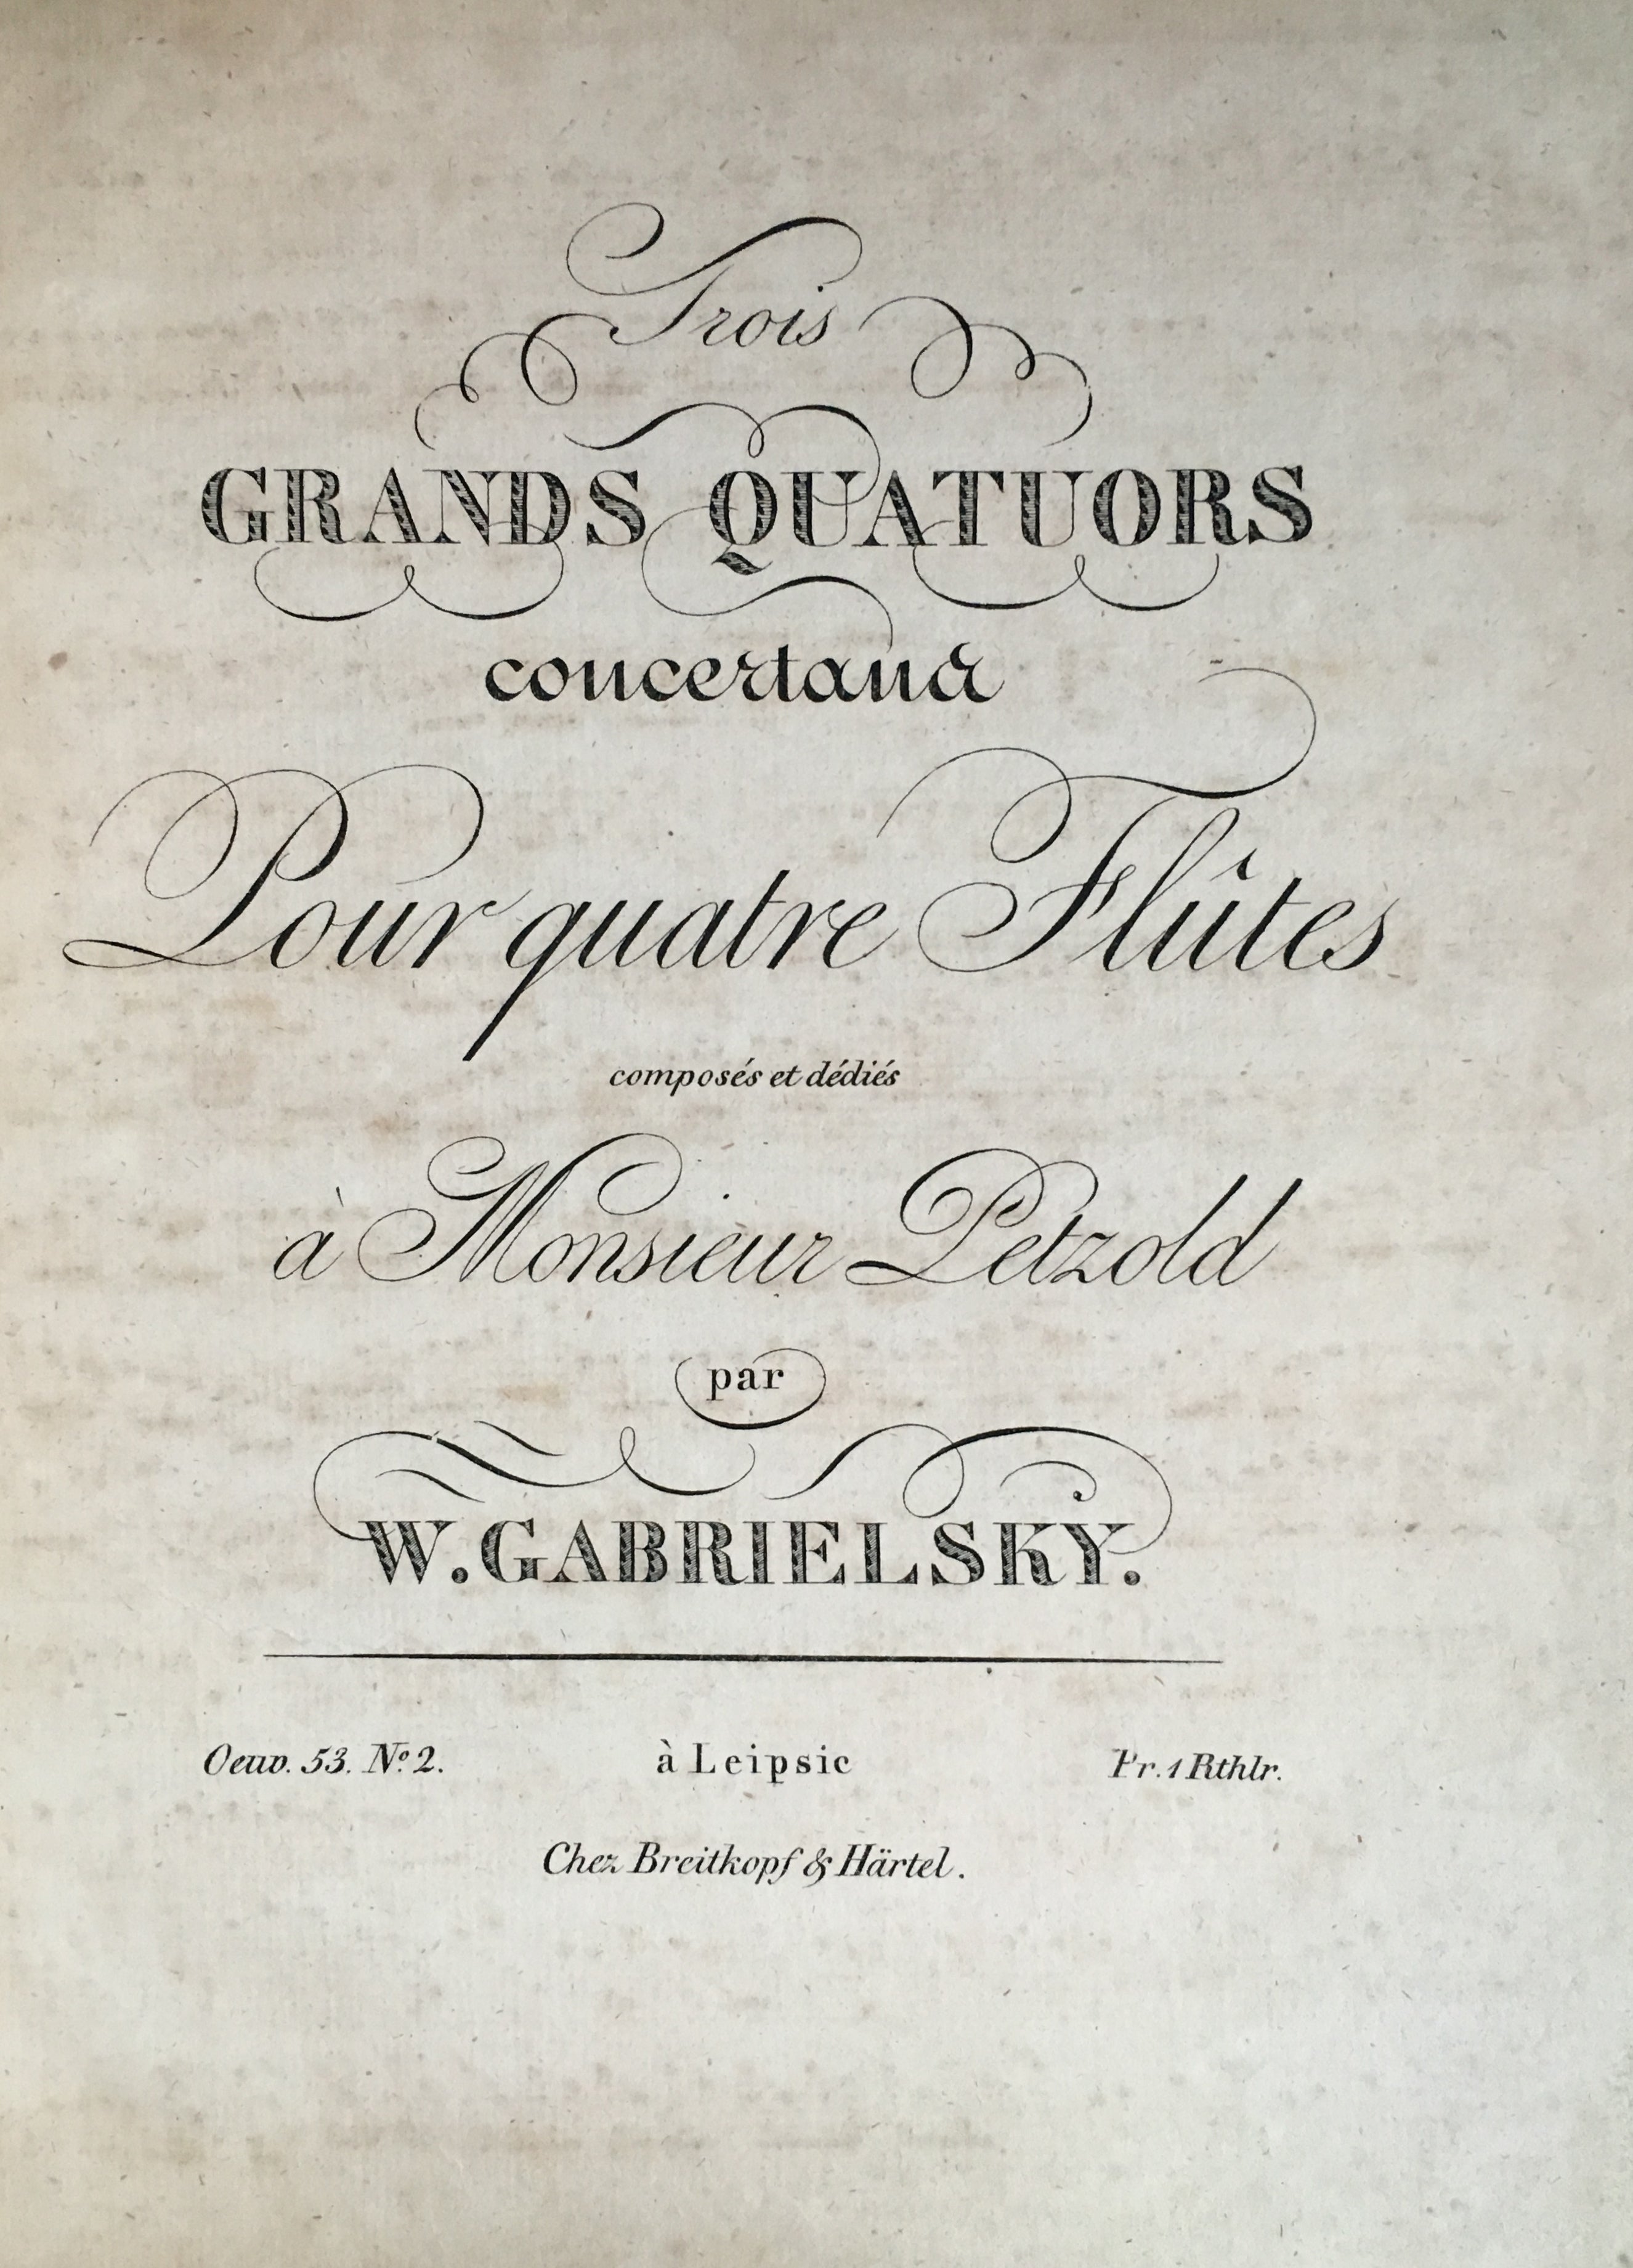 Trois
GRANDS QUATUORS
concertans
Pour quatre Flûtes
composés et dédiés
à Monsieur Petzold
par
W. GABRIELSKY.
Oeuv. 53. Nº 2. à Leipsic Pr. 1 Rthlr.
Chez Breitkopf & Härtel.